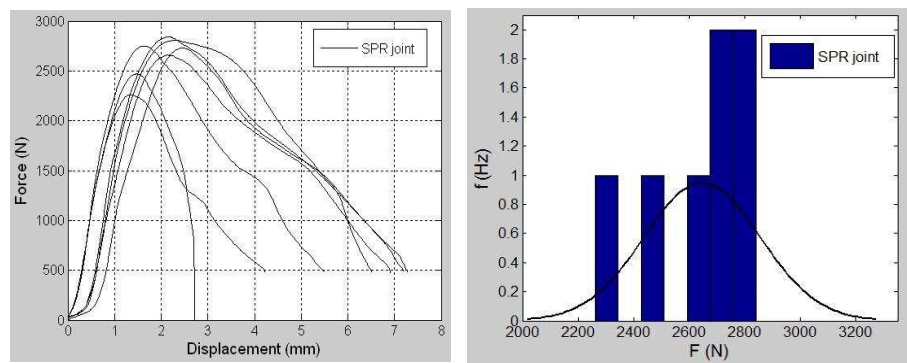 3000
2500
2000
1500
1000
500
0
Force (N)
SPR joint
0 1 2 3 4 5 6 7 8
Displacement (mm)
2
1.8
1.6
1.4
1.2
1
0.8
0.6
0.4
0.2
0
f (Hz)
SPR joint
2000 2200 2400 2600 2800 3000 3200
F (N)